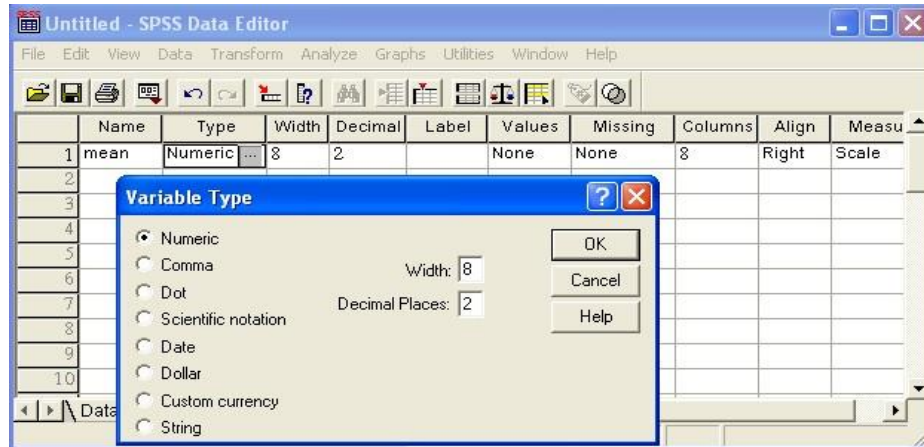 Untitled - SPSS Data Editor
File Edit View Data Transform Analyze Graphs Utilities Window Help
Name Type Width Decimal Label Values Missing Columns Align Measu
1 mean Numeric ... 8 2 None None 8 Right Scale
2
3
4
5
6
7
8
9
10
Variable Type
Numeric
Comma
Dot
Scientific notation
Date
Dollar
Custom currency
String
Width: 8
Decimal Places: 2
OK
Cancel
Help
Data